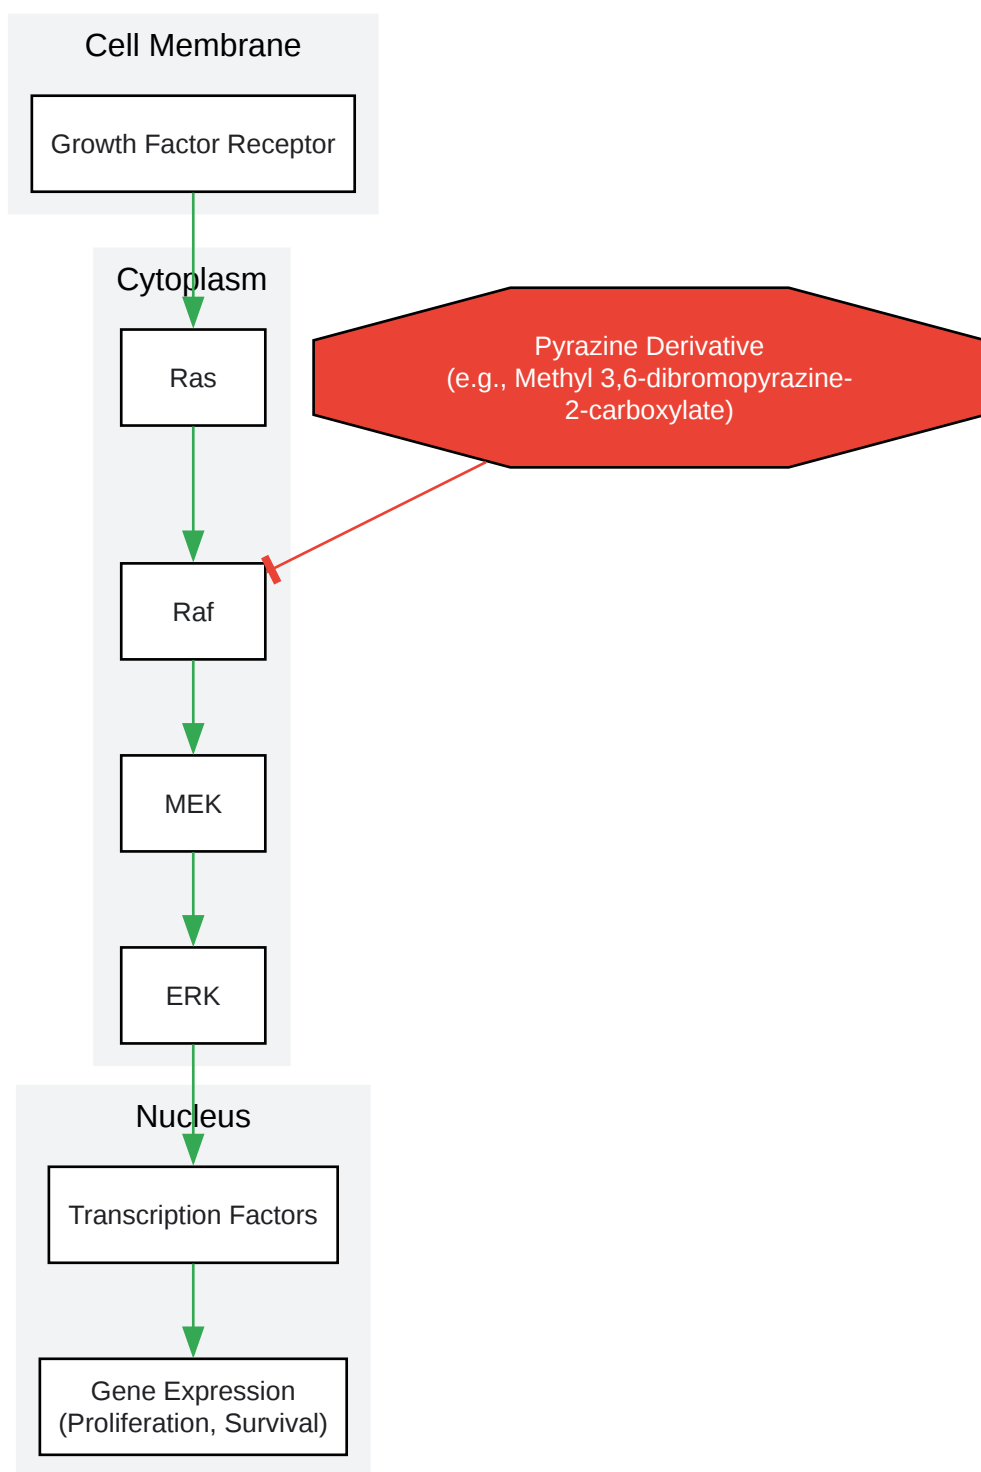 Cell Membrane
Growth Factor Receptor
Cytoplasm
Ras
Pyrazine Derivative
(e.g., Methyl 3,6-dibromopyrazine-
2-carboxylate)
Raf
MEK
ERK
Nucleus
Transcription Factors
Gene Expression
(Proliferation, Survival)